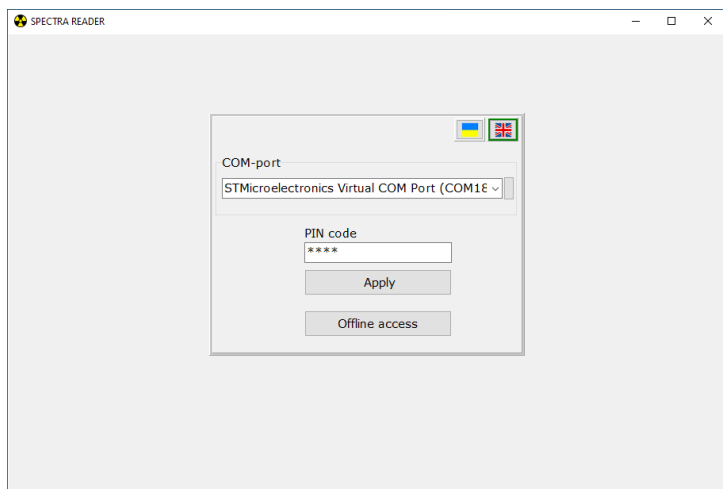 SPECTRA READER
COM-port
STMicroelectronics Virtual COM Port (COM18
PIN code
****
Apply
Offline access